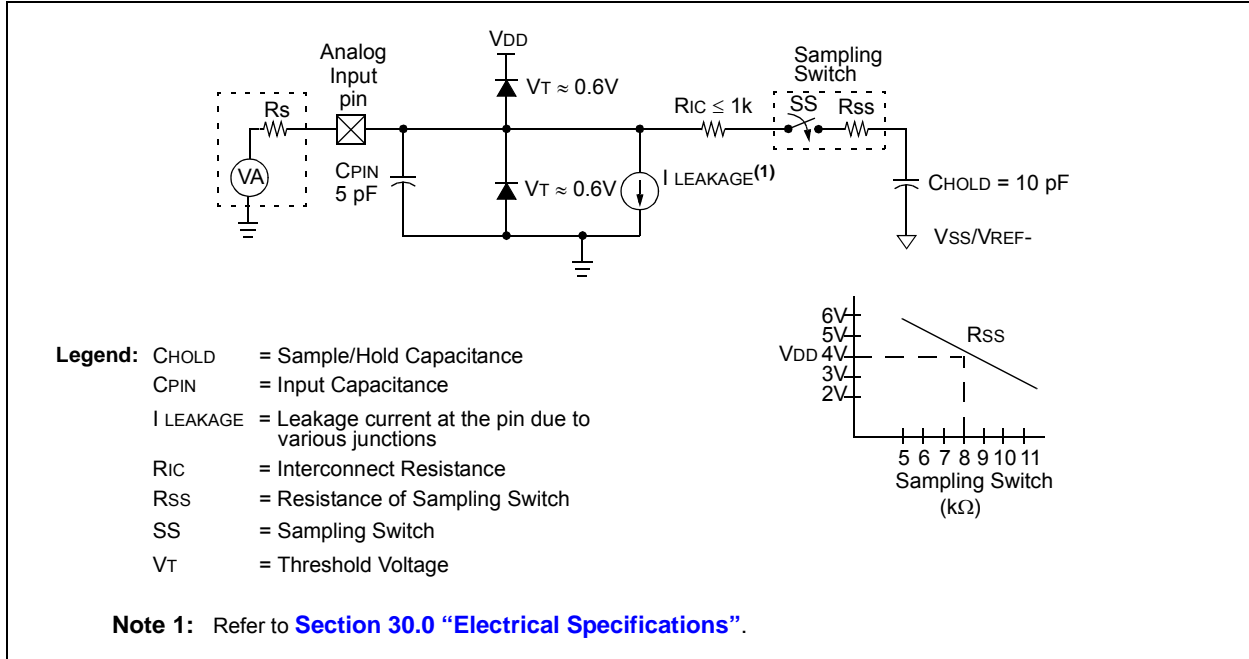 VDD
Analog
Input
pin
Sampling
Switch
Rs
VT ≈ 0.6V
RIC ≤ 1k
SS
Rss
VA
CPIN
5 pF
VT ≈ 0.6V
I LEAKAGE(1)
CHOLD = 10 pF
VSS/VREF-
6V
5V
VDD 4V
3V
2V
RSS
5 6 7 8 9 10 11
Sampling Switch
(kΩ)
Legend: CHOLD = Sample/Hold Capacitance
CPIN = Input Capacitance
I LEAKAGE = Leakage current at the pin due to
various junctions
RIC = Interconnect Resistance
RSS = Resistance of Sampling Switch
SS = Sampling Switch
VT = Threshold Voltage
Note 1: Refer to Section 30.0 “Electrical Specifications”.